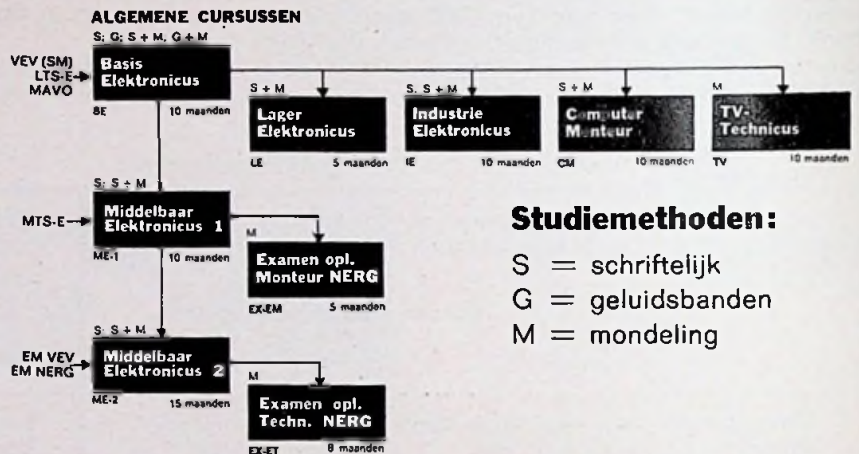 ALGEMENE CURSUSSEN
S; G; S + M, G + M
VEV (SM)
LTS-E
MAVO
Basis
Elektronicus
BE 10 maanden
S + M
Lager
Elektronicus
LE 5 maanden
S, S + M
Industrie
Elektronicus
IE 10 maanden
S + M
Computer
Monteur
CM 10 maanden
M
TV-
Technicus
TV 10 maanden
S; S + M
MTS-E
Middelbaar
Elektronicus 1
ME-1 10 maanden
M
Examen opl.
Monteur NERG
EX-EM 5 maanden
S; S + M
EM VEV
EM NERG
Middelbaar
Elektronicus 2
ME-2 15 maanden
M
Examen opl.
Techn. NERG
EX-ET 8 maanden
Studiemethoden:
S = schriftelijk
G = geluidsbanden
M = mondeling